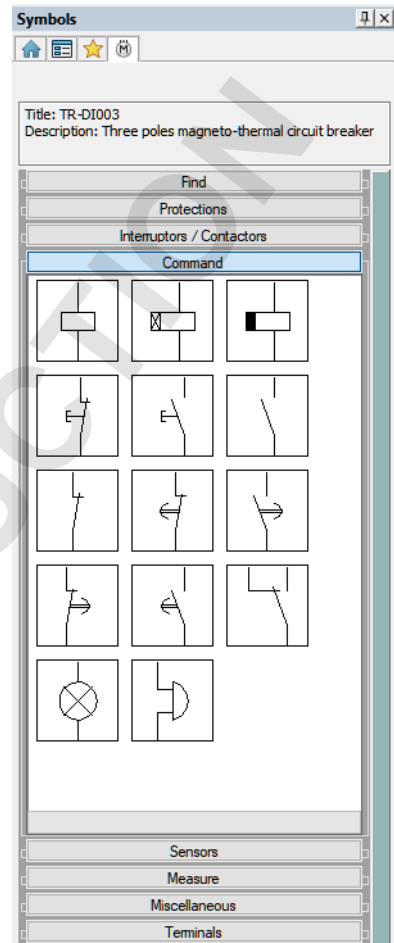 Symbols
Title: TR-DI003
Description: Three poles magneto-thermal circuit breaker
Find
Protections
Interruptors / Contactors
Command
Sensors
Measure
Miscellaneous
Terminals